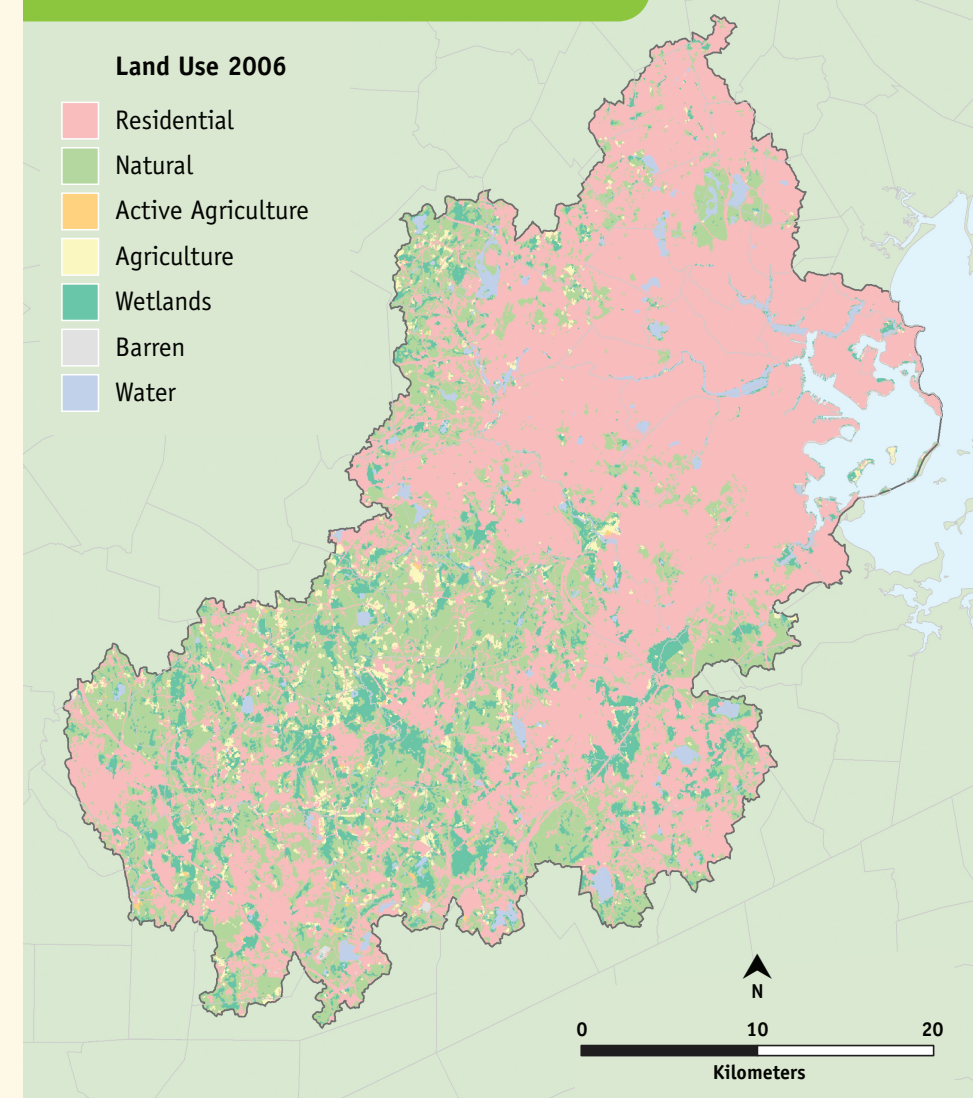 Land Use 2006
Residential
Natural
Active Agriculture
Agriculture
Wetlands
Barren
Water
N
0 10 20
Kilometers